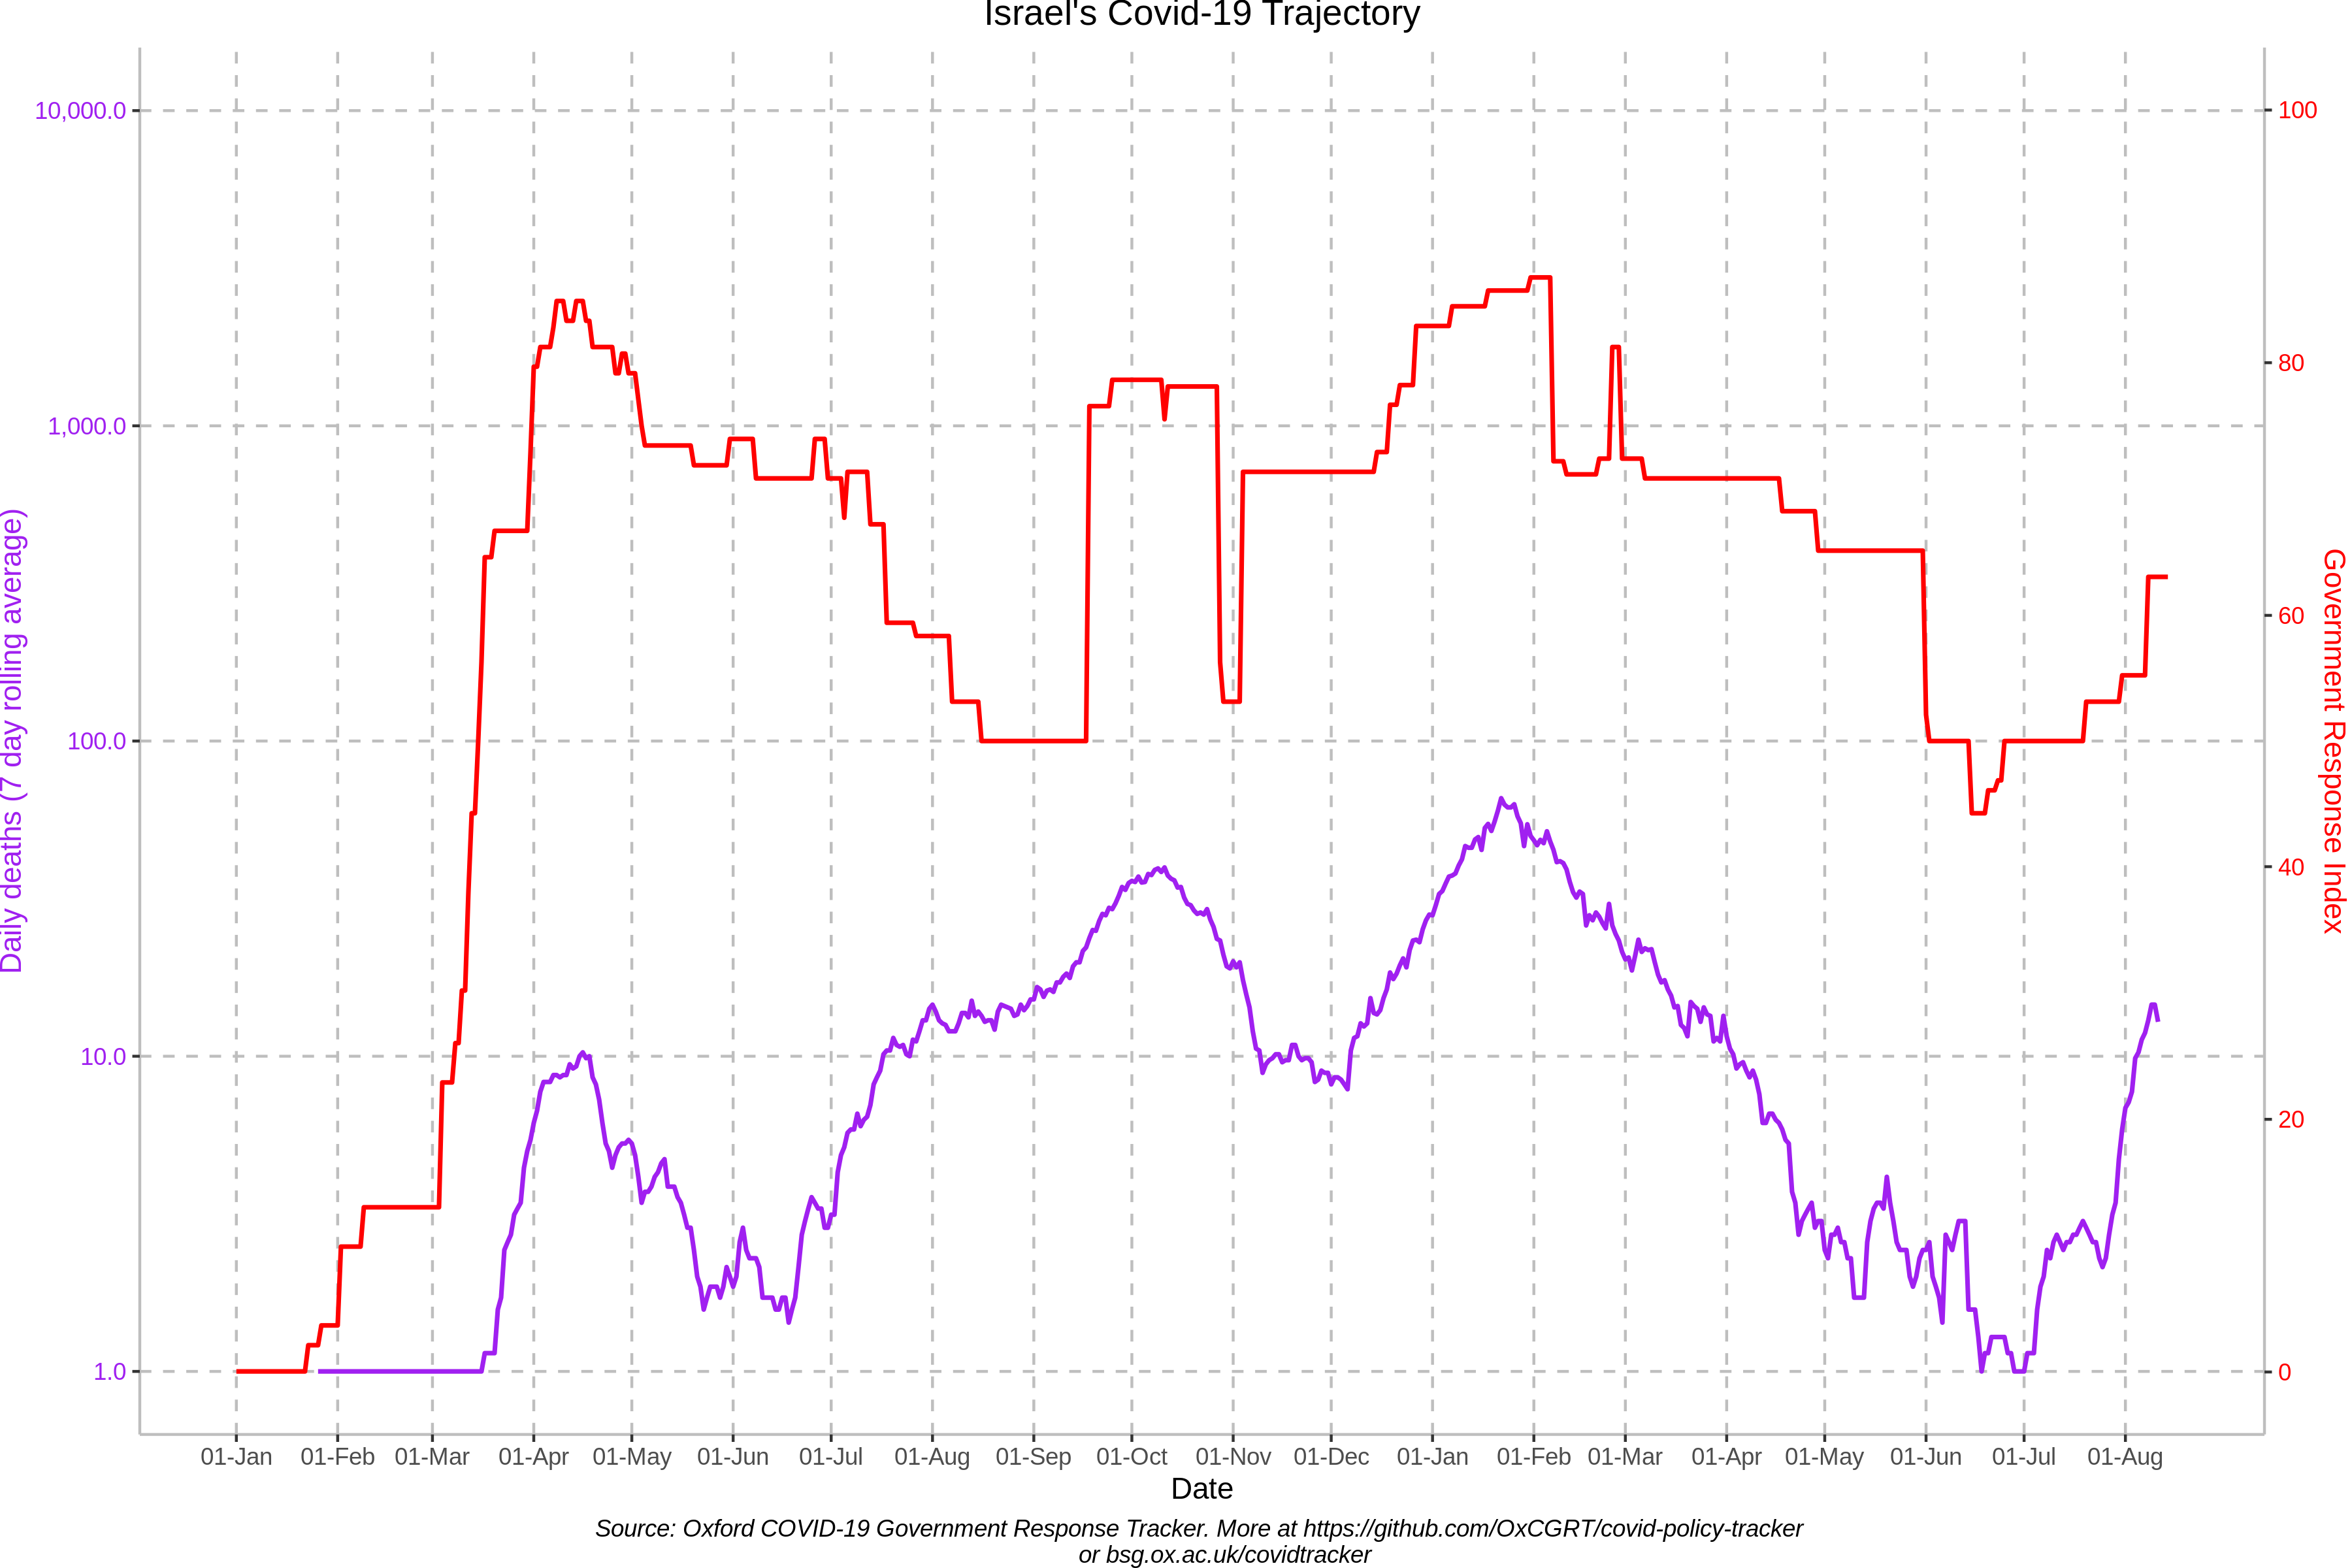 Israel's Covid-19 Trajectory
10,000.0
1,000.0
100.0
10.0
1.0
Daily deaths (7 day rolling average)
100
80
60
40
20
0
Government Response Index
01-Jan 01-Feb 01-Mar 01-Apr 01-May 01-Jun 01-Jul 01-Aug 01-Sep 01-Oct 01-Nov 01-Dec 01-Jan 01-Feb 01-Mar 01-Apr 01-May 01-Jun 01-Jul 01-Aug
Date
Source: Oxford COVID-19 Government Response Tracker. More at https://github.com/OxCGRT/covid-policy-tracker
or bsg.ox.ac.uk/covidtracker